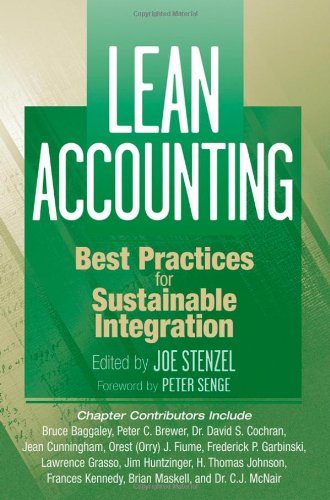 LEAN
ACCOUNTING
Best Practices
for
Sustainable
Integration
Edited by JOE STENZEL
Foreword by PETER SENGE
Chapter Contributors Include
Bruce Baggaley, Peter C. Brewer, Dr. David S. Cochran,
Jean Cunningham, Orest (Orry) J. Fiume, Frederick P. Garbinski,
Lawrence Grasso, Jim Huntzinger, H. Thomas Johnson,
Frances Kennedy, Brian Maskell, and Dr. C.J. McNair